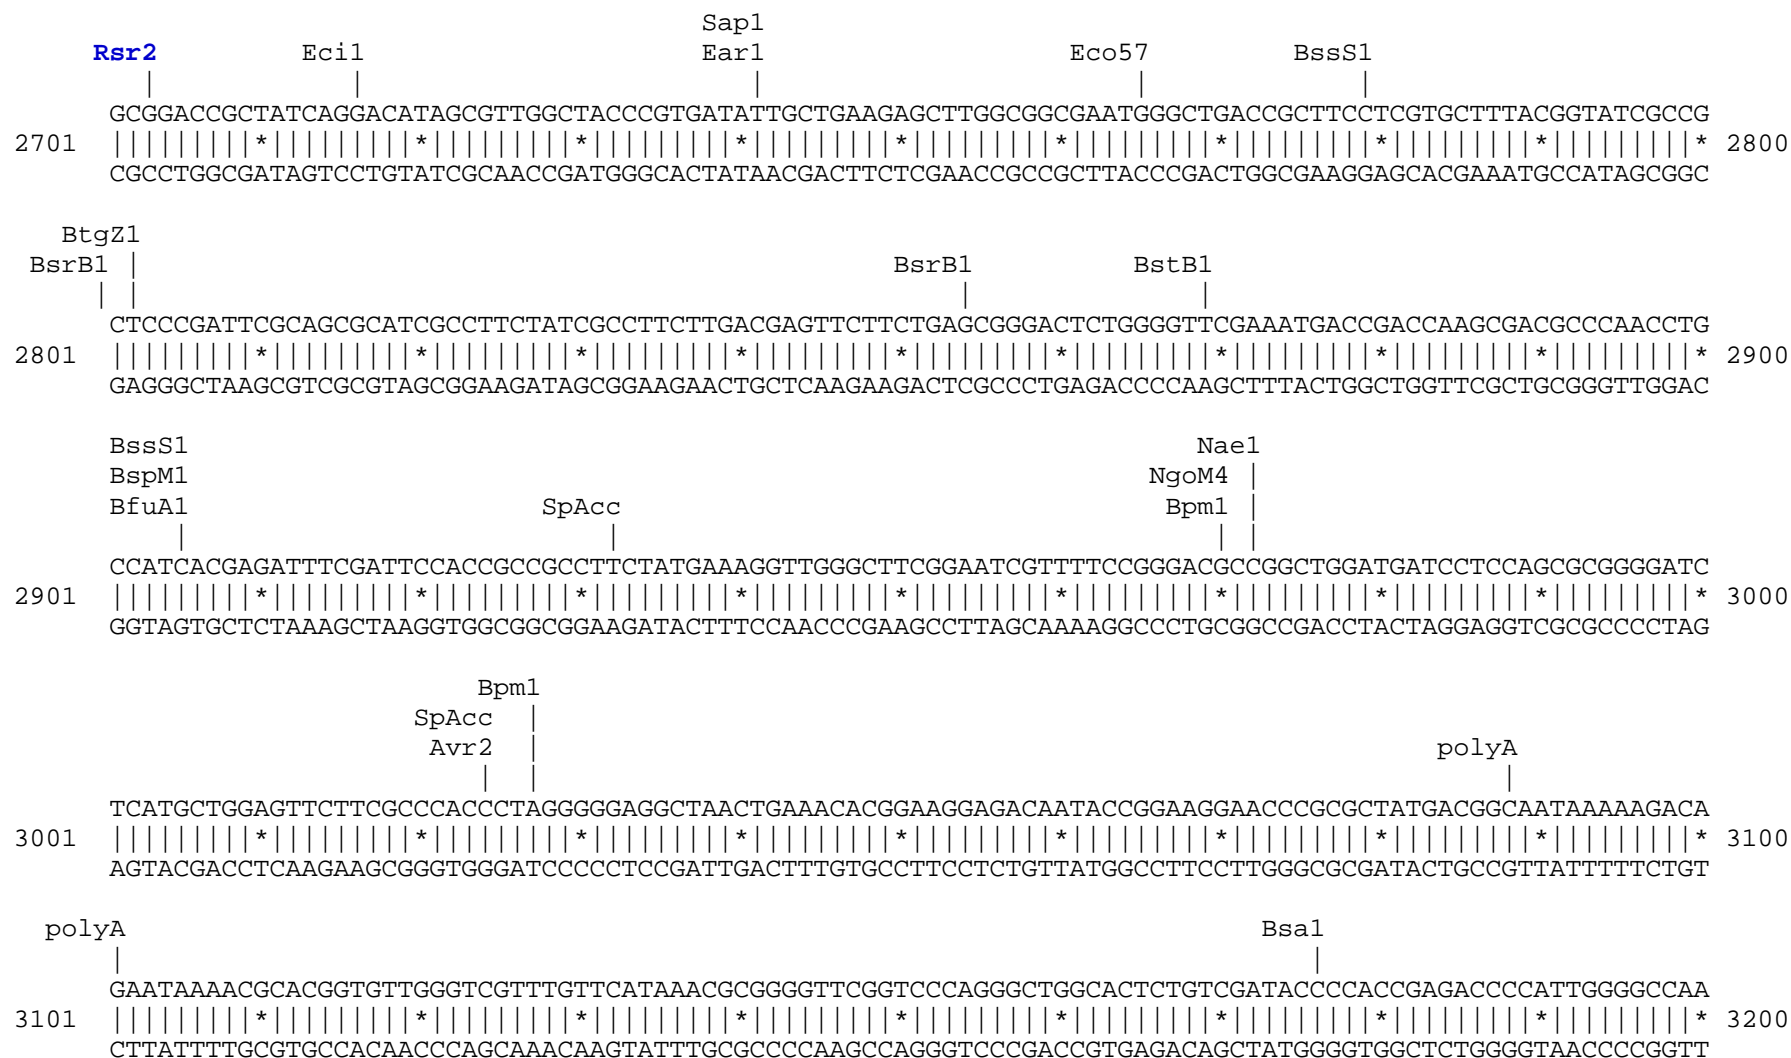 Sap1
Rsr2 Eci1 Ear1 Eco57 BssS1
GCGGACCGCTATCAGGACATAGCGTTGGCTACCCGTGATATTGCTGAAGAGCTTGGCGGCGAATGGGCTGACCGCTTCCTCGTGCTTTACGGTATCGCCG
2701 |||||||||*|||||||||*|||||||||*|||||||||*|||||||||*|||||||||*|||||||||*|||||||||*|||||||||*|||||||||* 2800
CGCCTGGCGATAGTCCTGTATCGCAACCGATGGGCACTATAACGACTTCTCGAACCGCCGCTTACCCGACTGGCGAAGGAGCACGAAATGCCATAGCGGC
BtgZ1
BsrB1 BsrB1 BstB1
CTCCCGATTCGCAGCGCATCGCCTTCTATCGCCTTCTTGACGAGTTCTTCTGAGCGGGACTCTGGGGTTCGAAATGACCGACCAAGCGACGCCCAACCTG
2801 |||||||||*|||||||||*|||||||||*|||||||||*|||||||||*|||||||||*|||||||||*|||||||||*|||||||||*|||||||||* 2900
GAGGGCTAAGCGTCGCGTAGCGGAAGATAGCGGAAGAACTGCTCAAGAAGACTCGCCCTGAGACCCCAAGCTTTACTGGCTGGTTCGCTGCGGGTTGGAC
BssS1 Nae1
BspM1 NgoM4
BfuA1 SpAcc Bpm1
CCATCACGAGATTTCGATTCCACCGCCGCCTTCTATGAAAGGTTGGGCTTCGGAATCGTTTTCCGGGACGCCGGCTGGATGATCCTCCAGCGCGGGGATC
2901 |||||||||*|||||||||*|||||||||*|||||||||*|||||||||*|||||||||*|||||||||*|||||||||*|||||||||*|||||||||* 3000
GGTAGTGCTCTAAAGCTAAGGTGGCGGCGGAAGATACTTTCCAACCCGAAGCCTTAGCAAAAGGCCCTGCGGCCGACCTACTAGGAGGTCGCGCCCCTAG
Bpm1
SpAcc
Avr2 polyA
TCATGCTGGAGTTCTTCGCCCACCCTAGGGGGAGGCTAACTGAAACACGGAAGGAGACAATACCGGAAGGAACCCGCGCTATGACGGCAATAAAAAGACA
3001 |||||||||*|||||||||*|||||||||*|||||||||*|||||||||*|||||||||*|||||||||*|||||||||*|||||||||*|||||||||* 3100
AGTACGACCTCAAGAAGCGGGTGGGATCCCCCTCCGATTGACTTTGTGCCTTCCTCTGTTATGGCCTTCCTTGGGCGCGATACTGCCGTTATTTTTCTGT
polyA Bsa1
GAATAAAACGCACGGTGTTGGGTCGTTTGTTCATAAACGCGGGGTTCGGTCCCAGGGCTGGCACTCTGTCGATACCCCACCGAGACCCCATTGGGGCCAA
3101 |||||||||*|||||||||*|||||||||*|||||||||*|||||||||*|||||||||*|||||||||*|||||||||*|||||||||*|||||||||* 3200
CTTATTTTGCGTGCCACAACCCAGCAAACAAGTATTTGCGCCCCAAGCCAGGGTCCCGACCGTGAGACAGCTATGGGGTGGCTCTGGGGTAACCCCGGTT